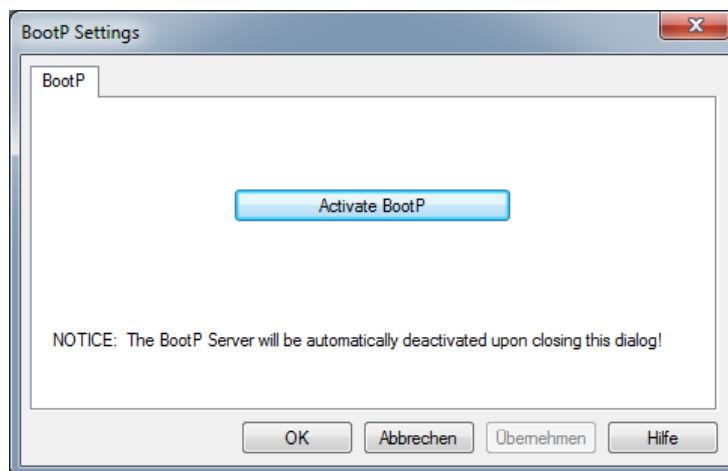 BootP Settings
BootP
Activate BootP
NOTICE:  The BootP Server will be automatically deactivated upon closing this dialog!
OK
Abbrechen
Übernehmen
Hilfe